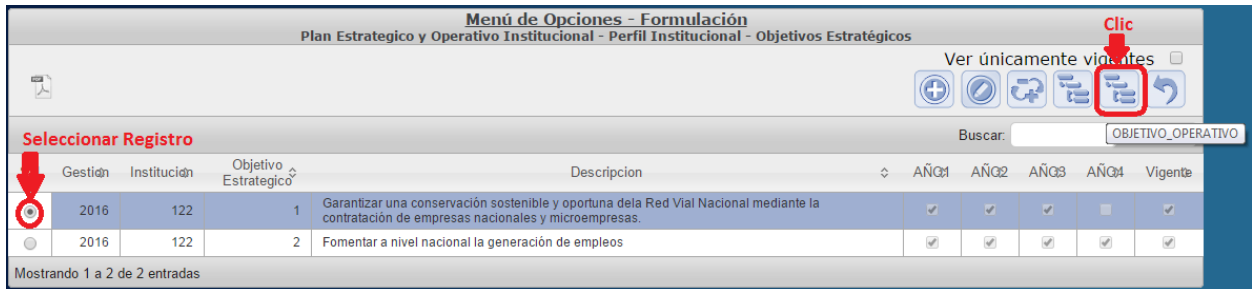 Menú de Opciones - Formulación
Plan Estrategico y Operativo Institucional - Perfil Institucional - Objetivos Estratégicos
Clic
Ver únicamente vigentes
Seleccionar Registro
Buscar:
OBJETIVO_OPERATIVO
Gestión Institución Objetivo Estrategico Descripcion AÑO1 AÑO2 AÑO3 AÑO4 Vigente
2016 122 1 Garantizar una conservación sostenible y oportuna dela Red Vial Nacional mediante la
contratación de empresas nacionales y microempresas.
2016 122 2 Fomentar a nivel nacional la generación de empleos
Mostrando 1 a 2 de 2 entradas